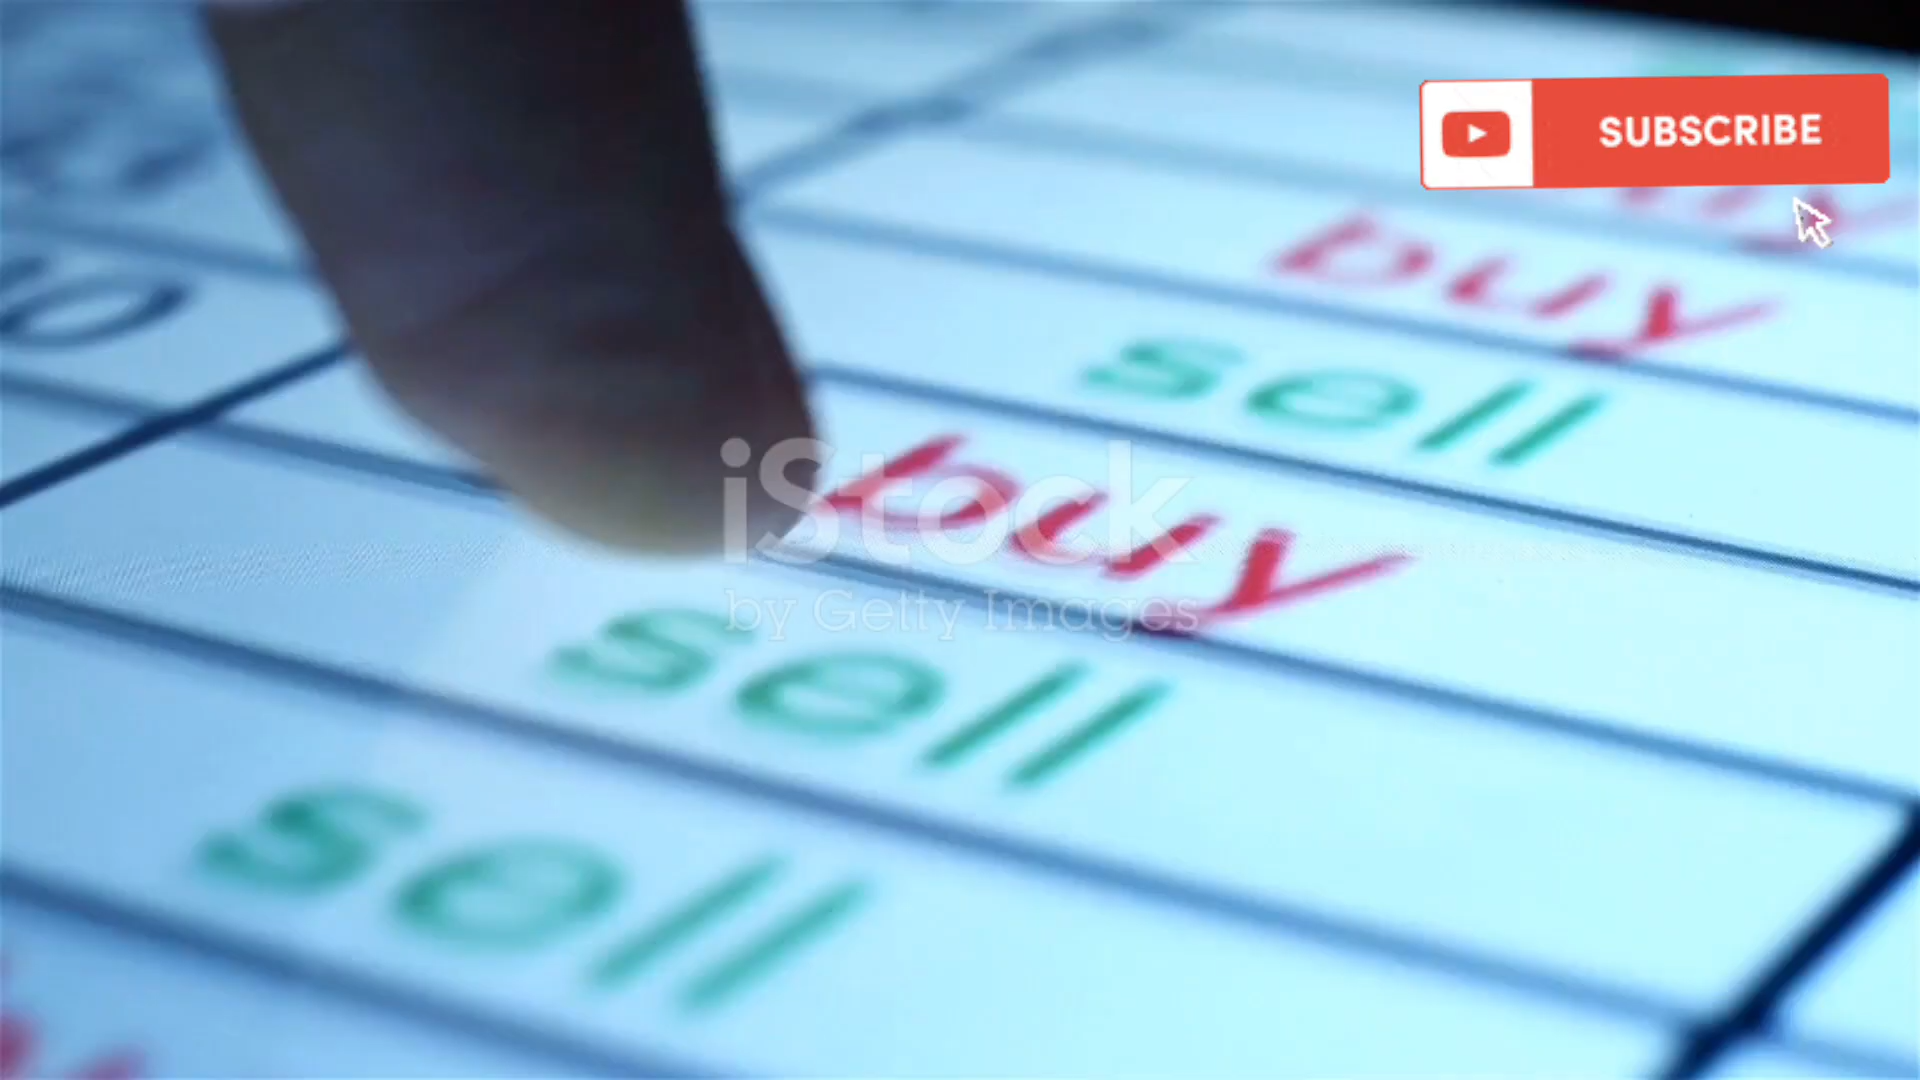 SUBSCRIBE
buy
sell
buy
iStock
by Getty Images
sell
sell